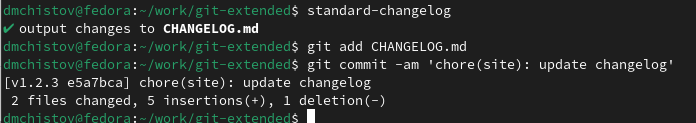 dmchistov@fedora:~/work/git-extended$ standard-changelog
✔ output changes to CHANGELOG.md
dmchistov@fedora:~/work/git-extended$ git add CHANGELOG.md
dmchistov@fedora:~/work/git-extended$ git commit -am 'chore(site): update changelog'
[v1.2.3 e5a7bca] chore(site): update changelog
 2 files changed, 5 insertions(+), 1 deletion(-)
dmchistov@fedora:~/work/git-extended$